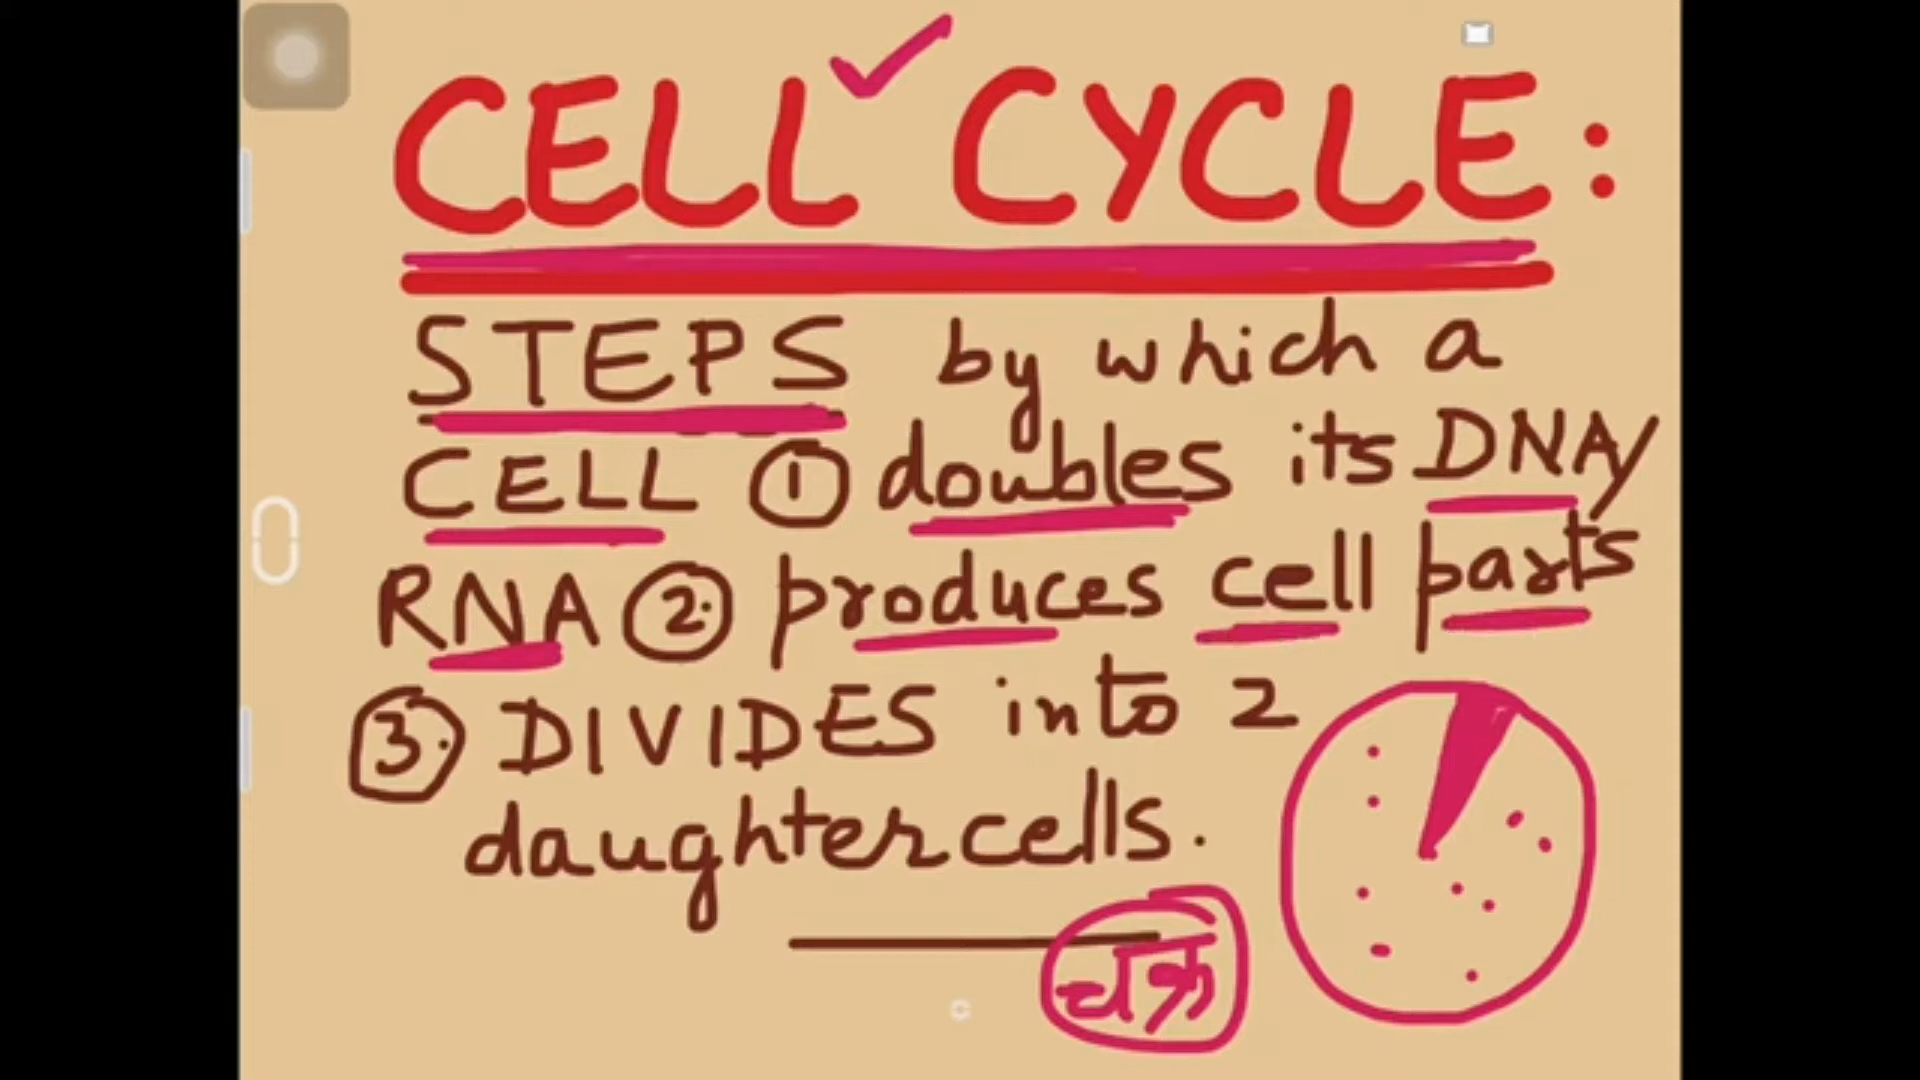 CELL CYCLE:
STEPS by which a
CELL ① doubles its DNA/
RNA ② produces cell parts
③ DIVIDES into 2
daughter cells.
चक्र